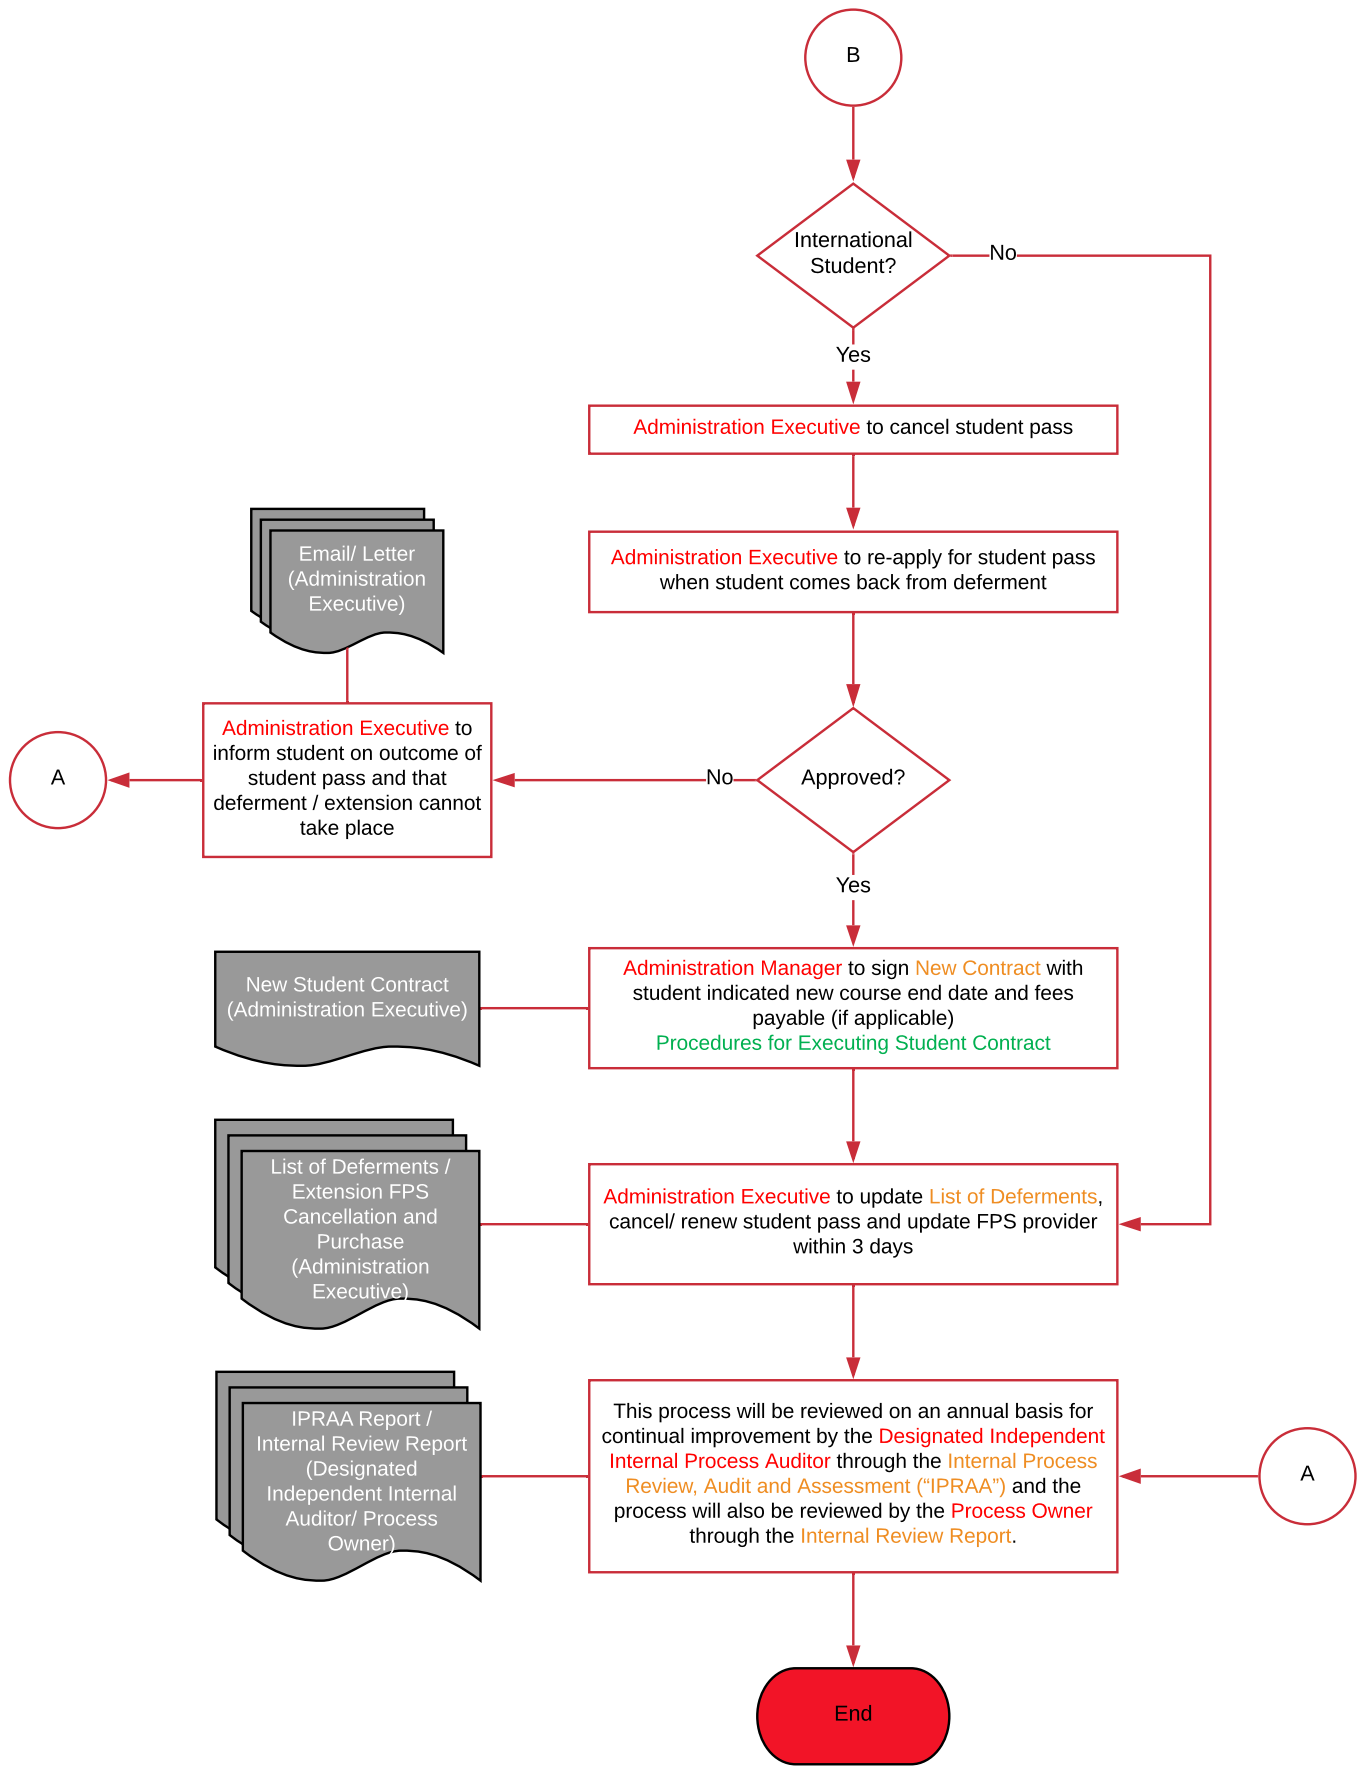 B
International
Student?
No
Yes
Administration Executive to cancel student pass
Email/ Letter
(Administration
Executive)
Administration Executive to re-apply for student pass
when student comes back from deferment
A
Administration Executive to
inform student on outcome of
student pass and that
deferment / extension cannot
take place
No
Approved?
Yes
New Student Contract
(Administration Executive)
Administration Manager to sign New Contract with
student indicated new course end date and fees
payable (if applicable)
Procedures for Executing Student Contract
List of Deferments /
Extension FPS
Cancellation and
Purchase
(Administration
Executive)
Administration Executive to update List of Deferments,
cancel/ renew student pass and update FPS provider
within 3 days
IPRAA Report /
Internal Review Report
(Designated
Independent Internal
Auditor/ Process
Owner)
This process will be reviewed on an annual basis for
continual improvement by the Designated Independent
Internal Process Auditor through the Internal Process
Review, Audit and Assessment (“IPRAA”) and the
process will also be reviewed by the Process Owner
through the Internal Review Report.
A
End